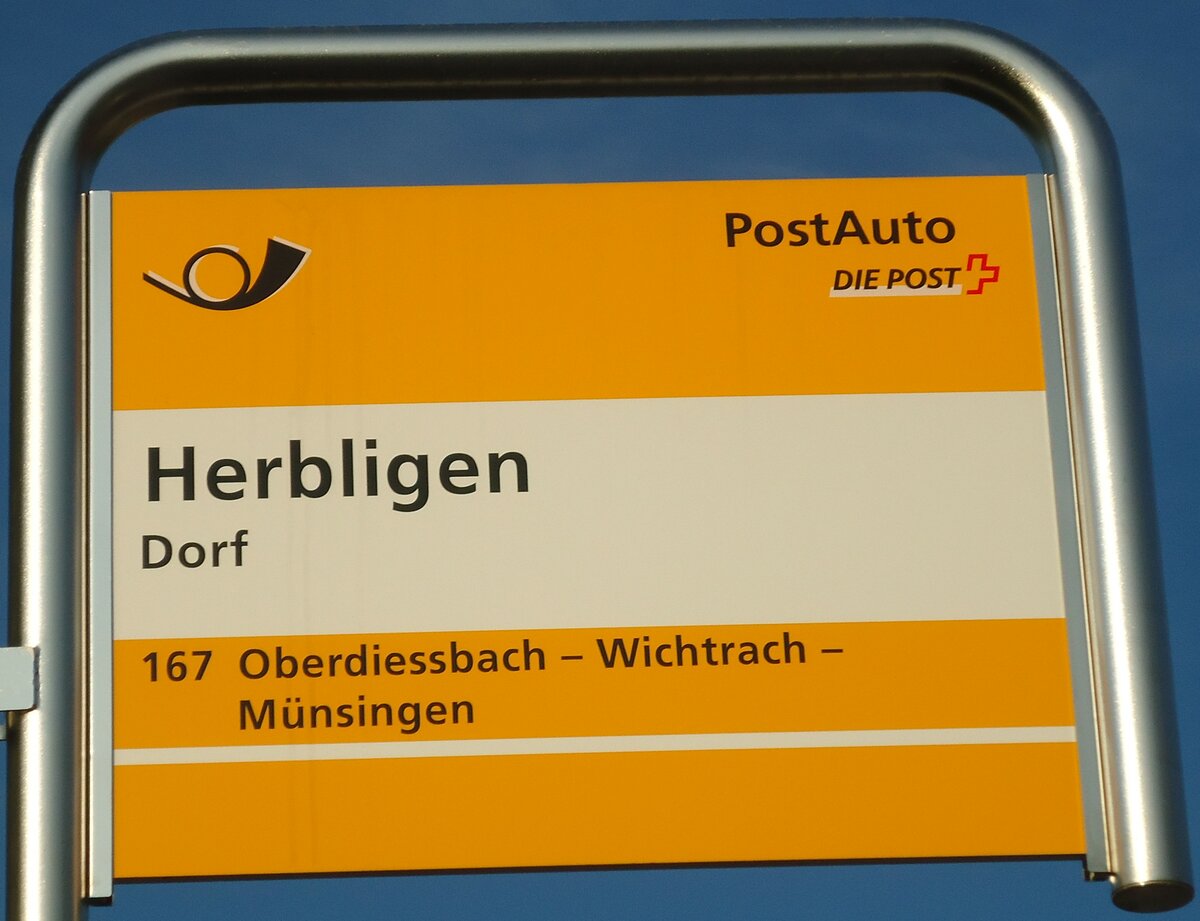 PostAuto
DIE POST
Herbligen
Dorf
167 Oberdiessbach – Wichtrach –
Münsingen